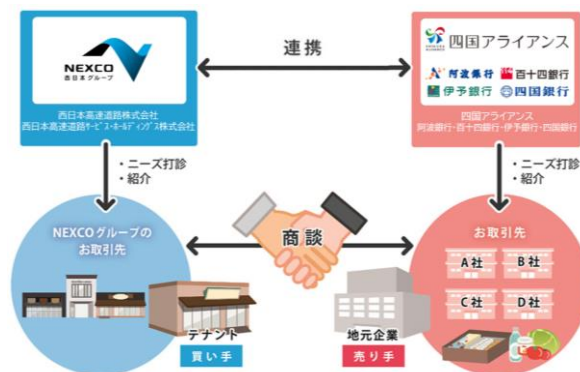 NEXCO
西日本グループ
連携
四国アライアンス
阿波銀行 百十四銀行
伊予銀行 四国銀行
西日本高速道路株式会社
西日本高速道路サービス・ホールディングス株式会社
四国アライアンス
阿波銀行・百十四銀行・伊予銀行・四国銀行
・ニーズ打診
・紹介
・ニーズ打診
・紹介
NEXCOグループの
お取引先
商談
お取引先
A社 B社
C社 D社
テナント
買い手
地元企業
売り手